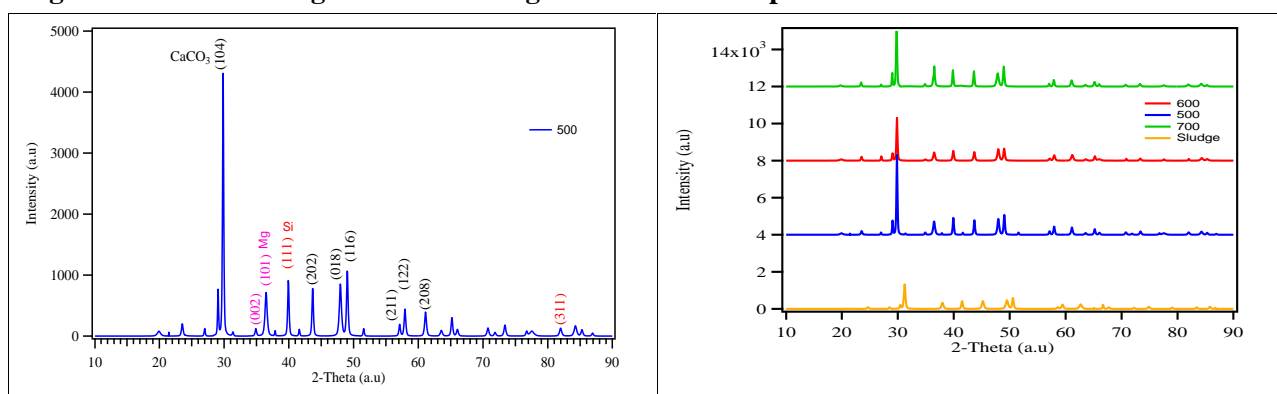 5000
4000
3000
2000
1000
0
Intensity (a.u)
CaCO3 (104)
(002)
(101) Mg
(111) Si
(202)
(018)
(116)
(211)
(122)
(208)
(311)
500
10 20 30 40 50 60 70 80 90
2-Theta (a.u)
14x10³
12
10
8
6
4
2
0
Intensity (a.u)
600
500
700
Sludge
10 20 30 40 50 60 70 80 90
2-Theta (a.u)